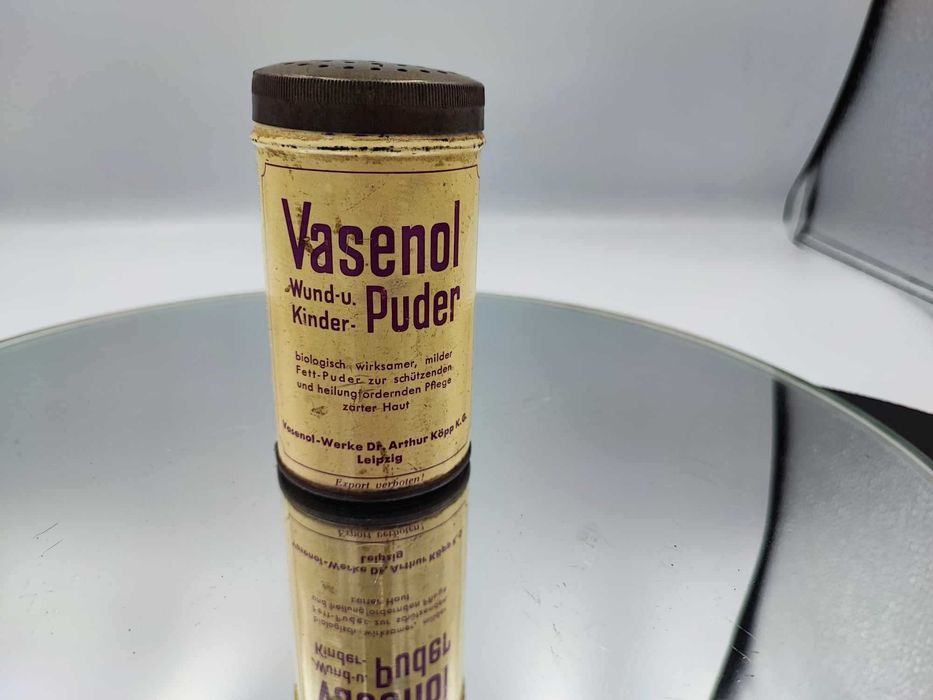 Vasenol
Wund-u.
Kinder- Puder
biologisch wirksamer, milder
Fett-Puder zur schützenden
und heilungfördernden Pflege
zarter Haut
Vasenol-Werke Dr. Arthur Köpp K.G.
Leipzig
Export verboten!